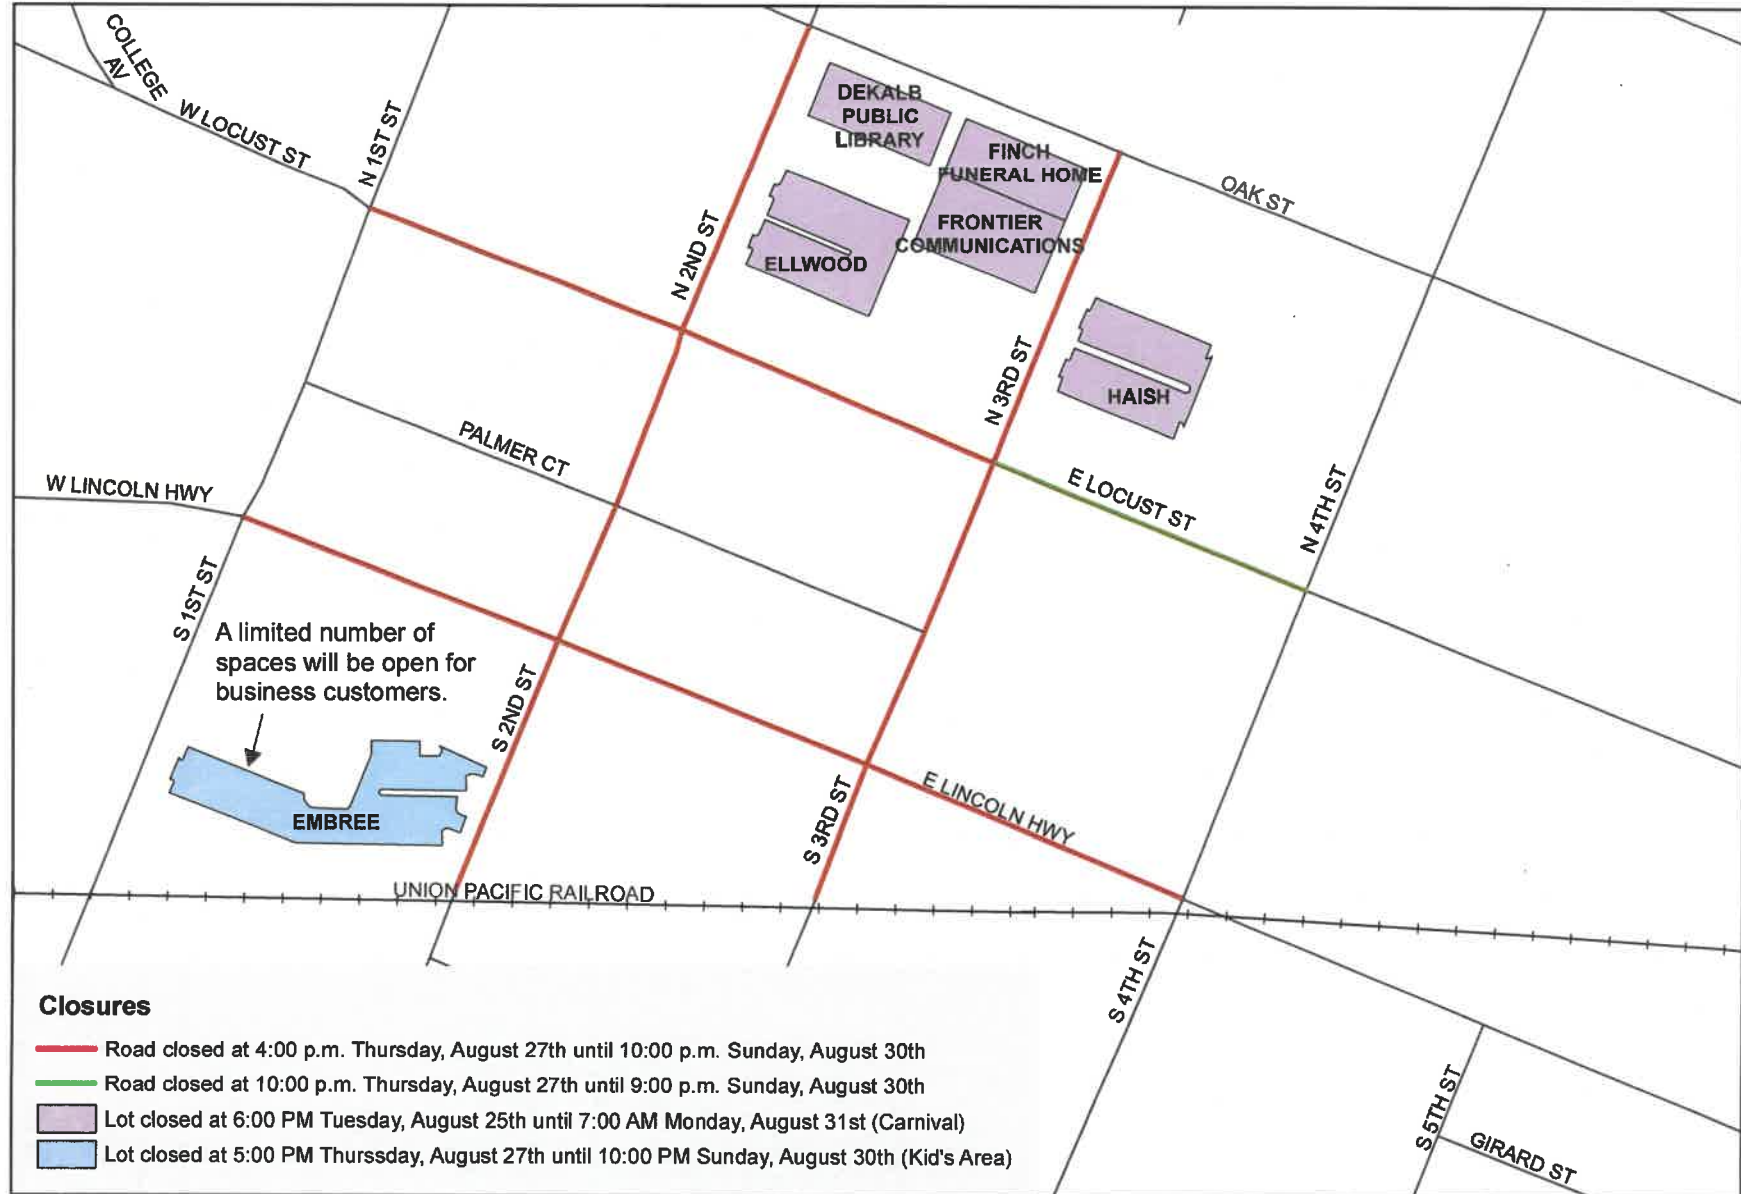 COLLEGE
AV
W LOCUST ST
N 1ST ST
DEKALB
PUBLIC
LIBRARY
FINCH
FUNERAL HOME
FRONTIER
COMMUNICATIONS
OAK ST
N 2ND ST
ELLWOOD
N 3RD ST
HAISH
PALMER CT
W LINCOLN HWY
E LOCUST ST
N 4TH ST
S 1ST ST
A limited number of
spaces will be open for
business customers.
S 2ND ST
EMBREE
S 3RD ST
E LINCOLN HWY
UNION PACIFIC RAILROAD
S 4TH ST
S 5TH ST
GIRARD ST
Closures
Road closed at 4:00 p.m. Thursday, August 27th until 10:00 p.m. Sunday, August 30th
Road closed at 10:00 p.m. Thursday, August 27th until 9:00 p.m. Sunday, August 30th
Lot closed at 6:00 PM Tuesday, August 25th until 7:00 AM Monday, August 31st (Carnival)
Lot closed at 5:00 PM Thurssday, August 27th until 10:00 PM Sunday, August 30th (Kid's Area)